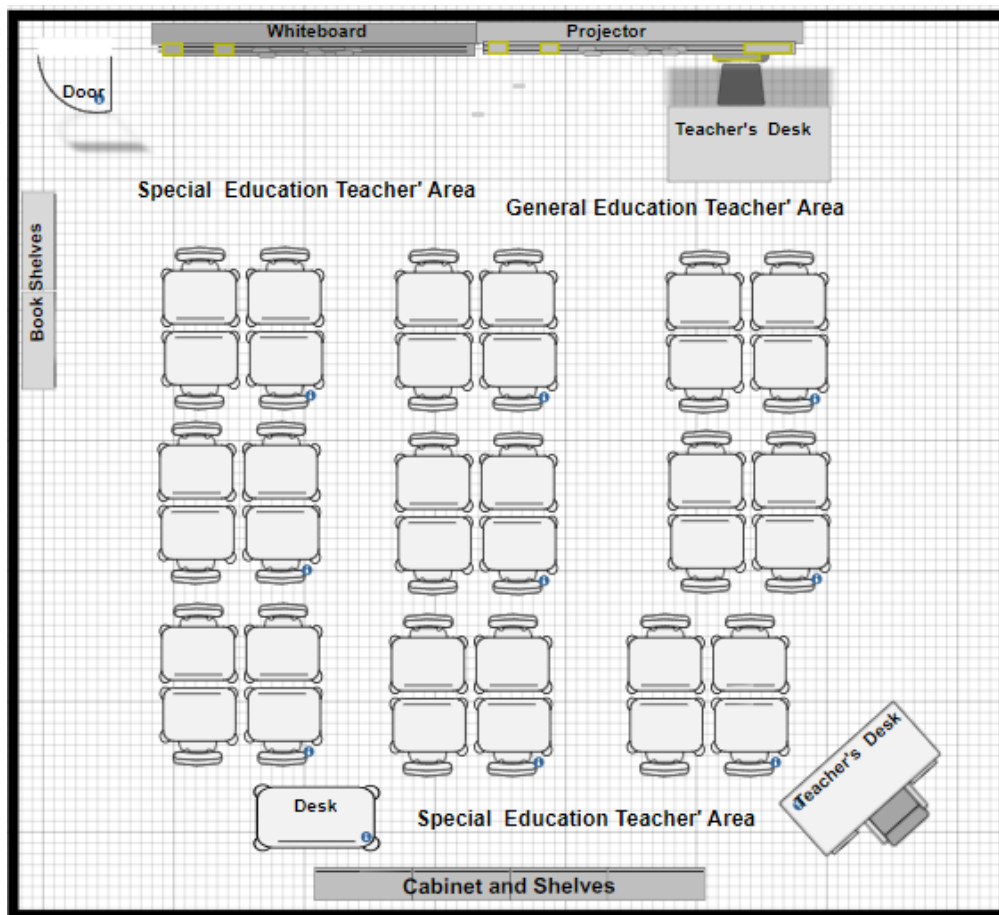 Whiteboard
Projector
Door
Teacher's Desk
Special Education Teacher' Area
General Education Teacher' Area
Book Shelves
Teacher's Desk
Desk
Special Education Teacher' Area
Cabinet and Shelves